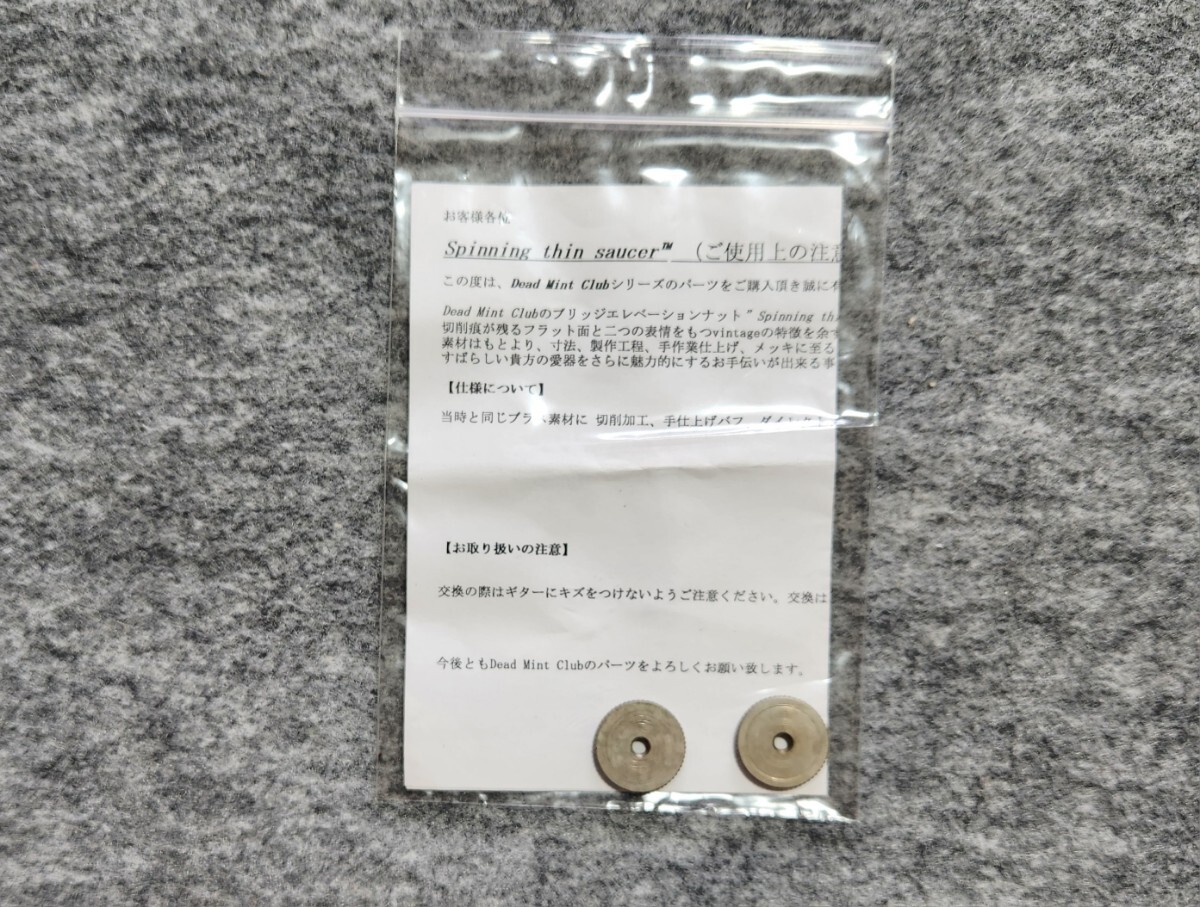 お客様各位
Spinning thin saucer™ (ご使用上の注意
この度は、Dead Mint Clubシリーズのパーツをご購入頂き誠に有
Dead Mint Clubのブリッジエレベーションナット"Spinning thi
切削痕が残るフラット面と二つの表情をもつvintageの特徴を余す
素材はもとより、寸法、製作工程、手作業仕上げ、メッキに至る
すばらしい貴方の愛器をさらに魅力的にするお手伝いが出来る事
【仕様について】
当時と同じブラス素材に 切削加工、手仕上げバフ、ダイレクト
【お取り扱いの注意】
交換の際はギターにキズをつけないようご注意ください。交換は
今後ともDead Mint Clubのパーツをよろしくお願い致します。